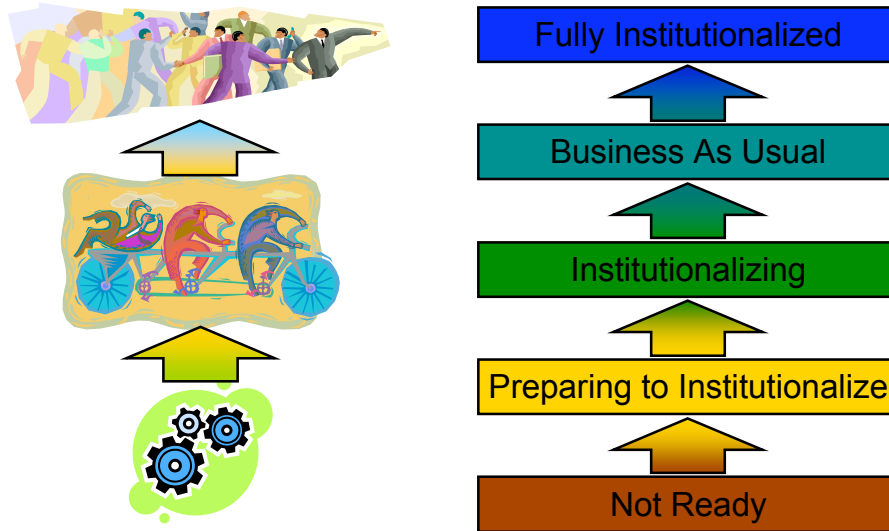 Fully Institutionalized
Business As Usual
Institutionalizing
Preparing to Institutionalize
Not Ready